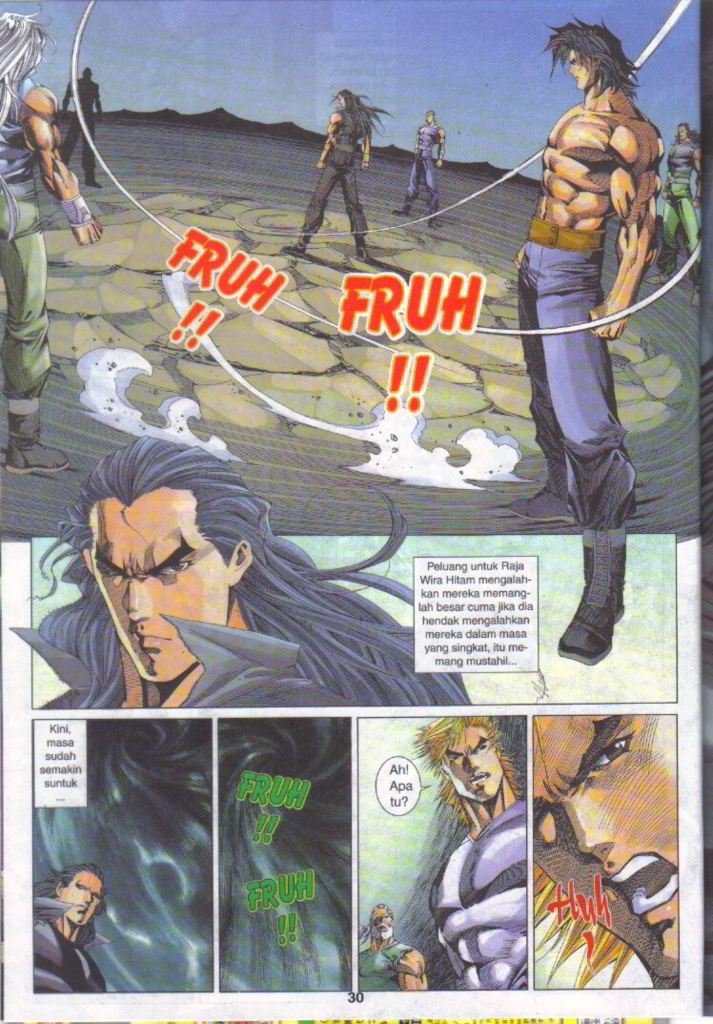 FRUH
!!
FRUH
!!
Peluang untuk Raja
Wira Hitam mengalah-
kan mereka memang-
lah besar cuma jika dia
hendak mengalahkan
mereka dalam masa
yang singkat, itu me-
mang mustahil...
Kini,
masa
sudah
semakin
suntuk
...
FRUH
!!
FRUH
!!
Ah!
Apa
tu?
Huh
!
30